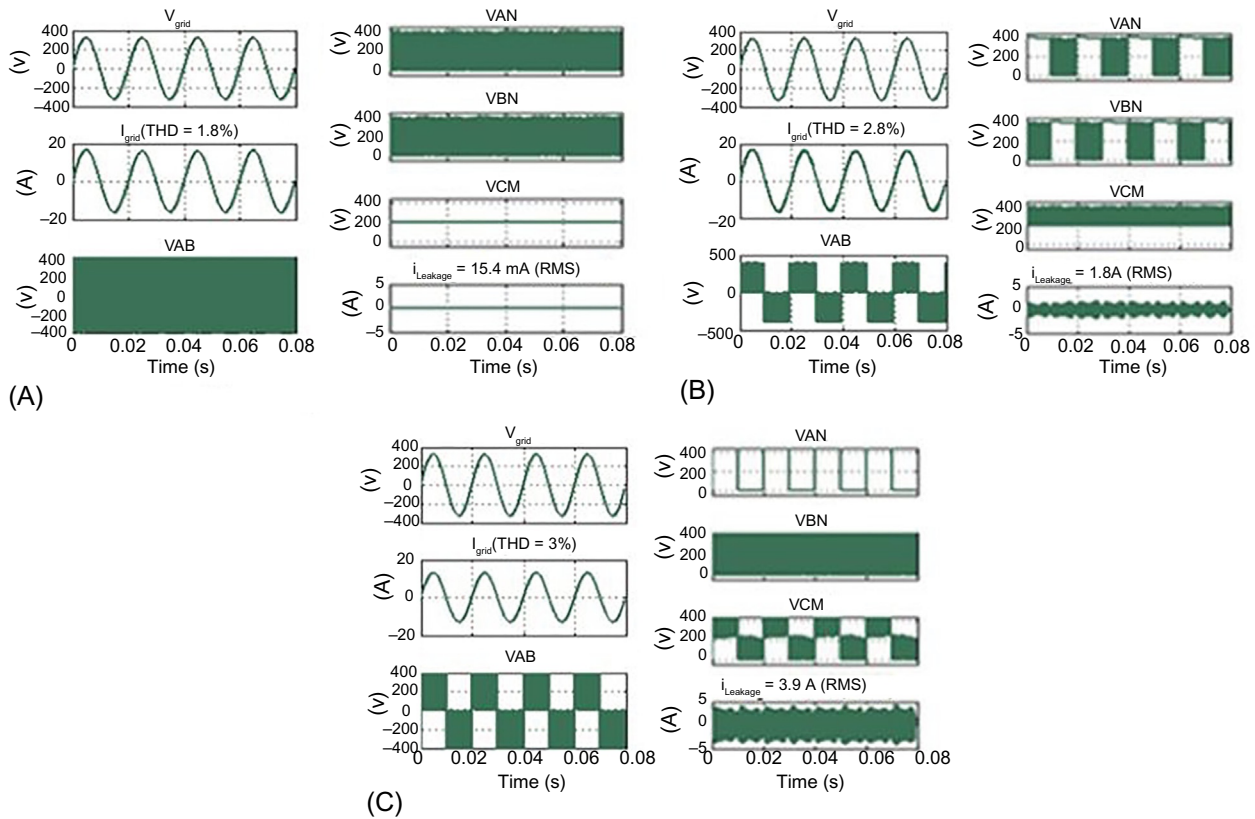 V_grid
400
200
0
−200
−400
(v)
I_grid(THD = 1.8%)
20
0
−20
(A)
VAB
400
200
0
−200
−400
(v)
0 0.02 0.04 0.06 0.08
Time (s)
VAN
400
200
0
(v)
VBN
400
200
0
(v)
VCM
400
200
0
(v)
i_Leakage = 15.4 mA (RMS)
5
0
−5
(A)
0 0.02 0.04 0.06 0.08
Time (s)
(A)
V_grid
400
200
0
−200
−400
(v)
I_grid(THD = 2.8%)
20
0
−20
(A)
VAB
500
0
−500
(v)
0 0.02 0.04 0.06 0.08
Time (s)
VAN
400
200
0
(v)
VBN
400
200
0
(v)
VCM
400
200
0
(v)
i_Leakage = 1.8A (RMS)
5
0
-5
(A)
0 0.02 0.04 0.06 0.08
Time (s)
(B)
V_grid
400
200
0
−200
−400
(v)
I_grid(THD = 3%)
20
0
−20
(A)
VAB
400
200
0
−200
−400
(v)
0 0.02 0.04 0.06 0.08
Time (s)
VAN
400
200
0
(v)
VBN
400
200
0
(v)
VCM
400
200
0
(v)
i_Leakage = 3.9 A (RMS)
5
0
−5
(A)
0 0.02 0.04 0.06 0.08
Time (s)
(C)